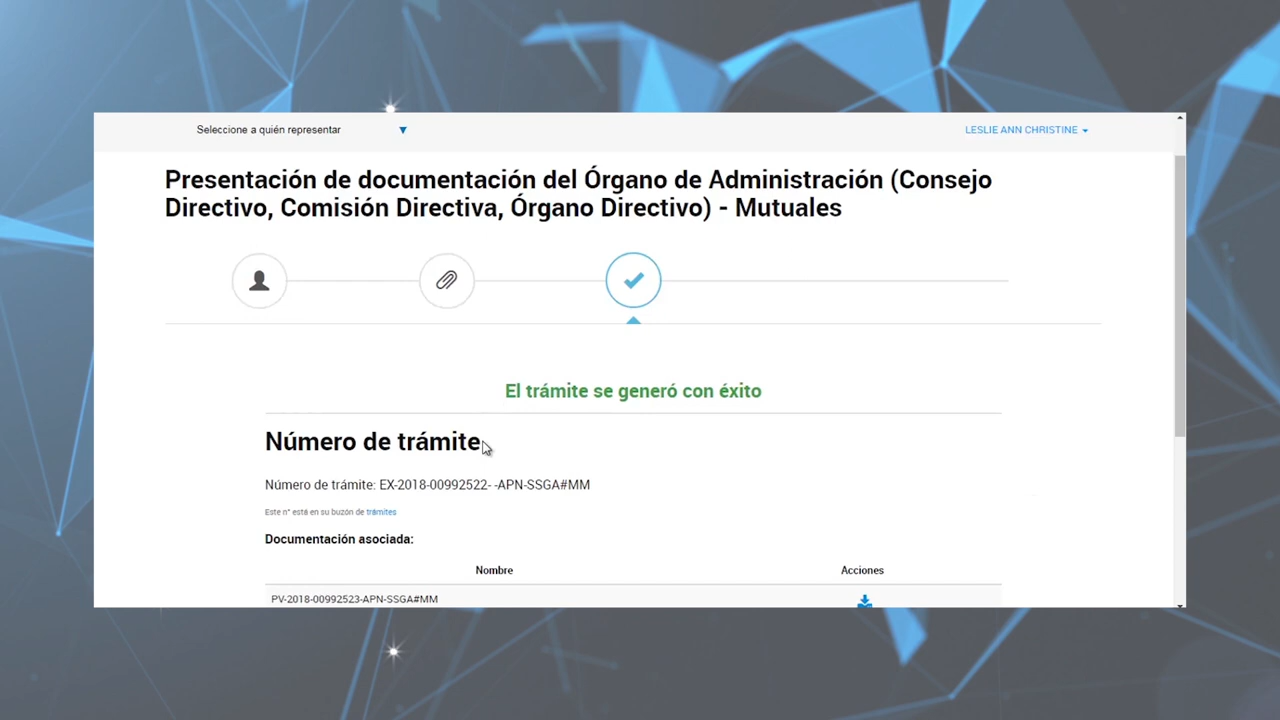 Seleccione a quién representar
LESLIE ANN CHRISTINE
Presentación de documentación del Órgano de Administración (Consejo
Directivo, Comisión Directiva, Órgano Directivo) - Mutuales
El trámite se generó con éxito
Número de trámite
Número de trámite: EX-2018-00992522- -APN-SSGA#MM
Este n° está en su buzón de trámites
Documentación asociada:
Nombre Acciones
PV-2018-00992523-APN-SSGA#MM